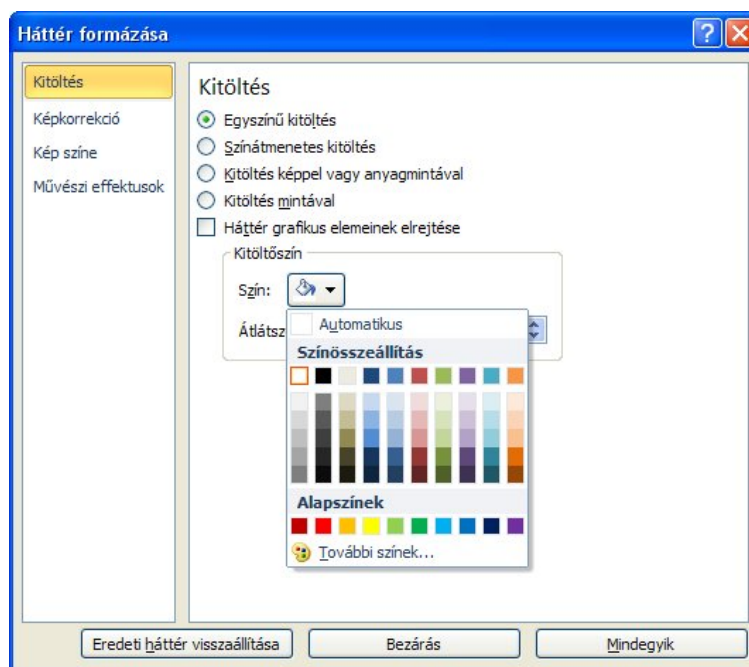 Háttér formázása
Kitöltés
Képkorrekció
Kép színe
Művészi effektusok
Kitöltés
Egyszínű kitöltés
Színátmenetes kitöltés
Kitöltés képpel vagy anyagmintával
Kitöltés mintával
Háttér grafikus elemeinek elrejtése
Kitöltőszín
Szín:
Átlátsz
Automatikus
Színösszeállítás
Alapszínek
További színek...
Eredeti háttér visszaállítása
Bezárás
Mindegyik